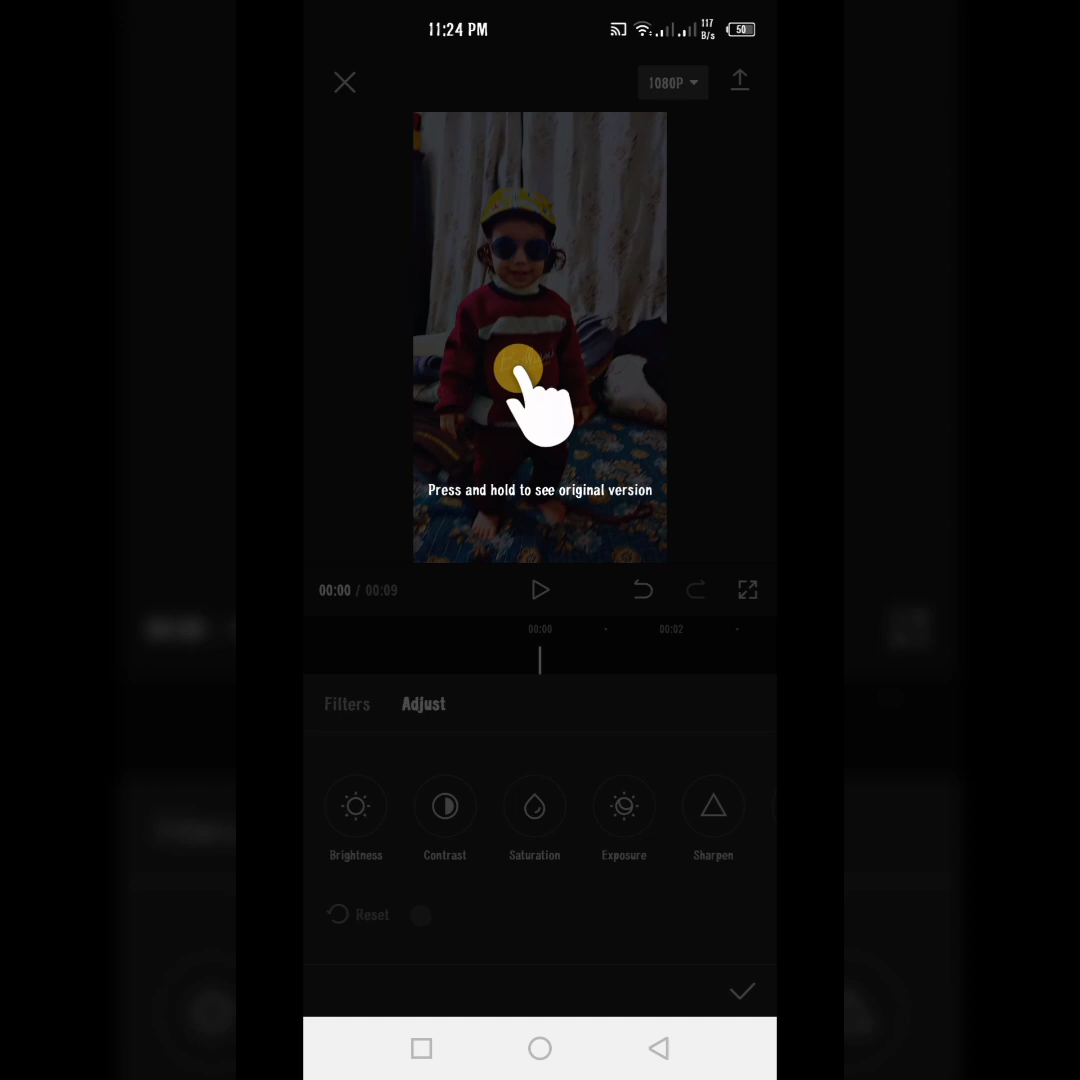 11:24 PM
117
B/s
50
1080P
Press and hold to see original version
00:00 / 00:09
00:00
00:02
Filters
Adjust
Brightness
Contrast
Saturation
Exposure
Sharpen
Reset